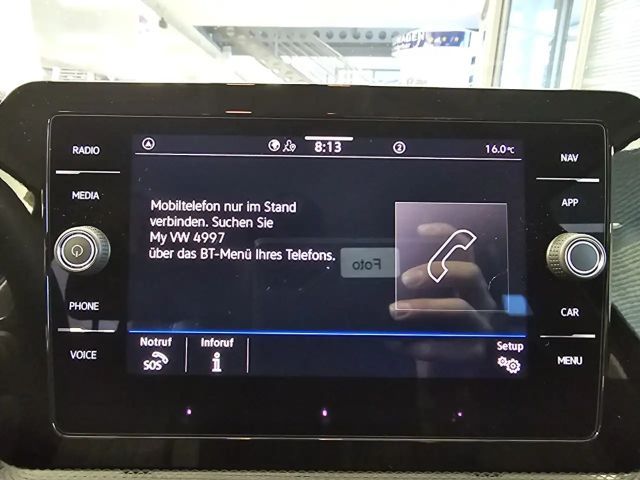 RADIO
MEDIA
PHONE
VOICE
8:13
2
16.0°C
Mobiltelefon nur im Stand
verbinden. Suchen Sie
My VW 4997
über das BT-Menü Ihres Telefons.
Foto
Notruf
SOS
Inforuf
i
Setup
NAV
APP
CAR
MENU